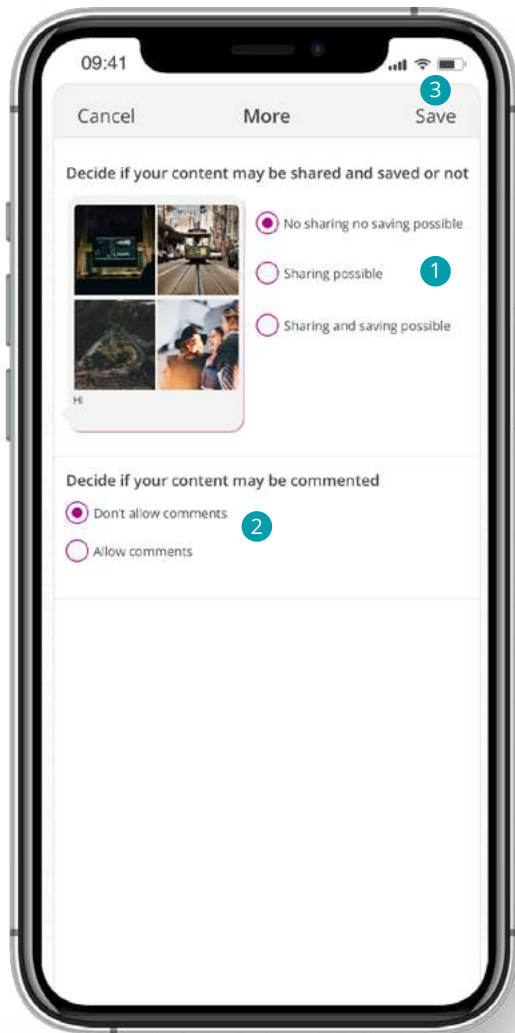 09:41
3
Cancel More Save
Decide if your content may be shared and saved or not
No sharing no saving possible
Sharing possible 1
Sharing and saving possible
Hi
Decide if your content may be commented
Don't allow comments
2
Allow comments